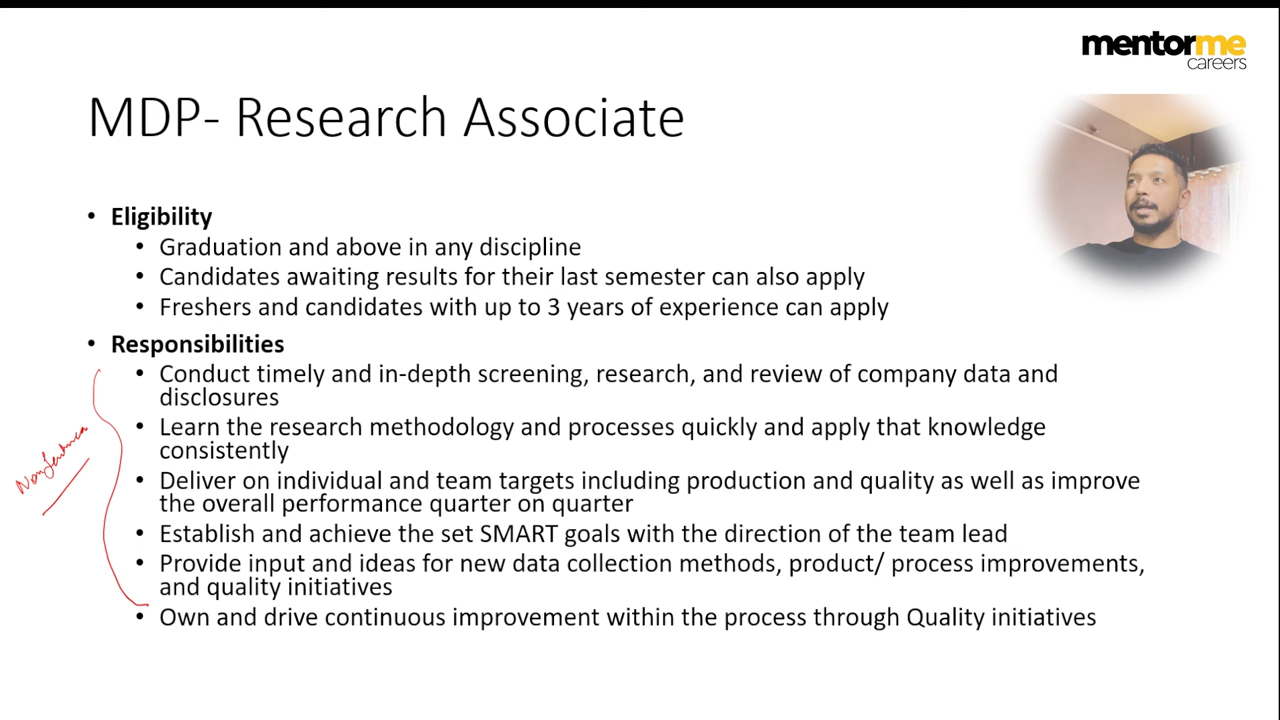 mentorme
careers
MDP- Research Associate
• Eligibility
• Graduation and above in any discipline
• Candidates awaiting results for their last semester can also apply
• Freshers and candidates with up to 3 years of experience can apply
• Responsibilities
• Conduct timely and in-depth screening, research, and review of company data and
disclosures
• Learn the research methodology and processes quickly and apply that knowledge
consistently
• Deliver on individual and team targets including production and quality as well as improve
the overall performance quarter on quarter
• Establish and achieve the set SMART goals with the direction of the team lead
• Provide input and ideas for new data collection methods, product/ process improvements,
and quality initiatives
• Own and drive continuous improvement within the process through Quality initiatives